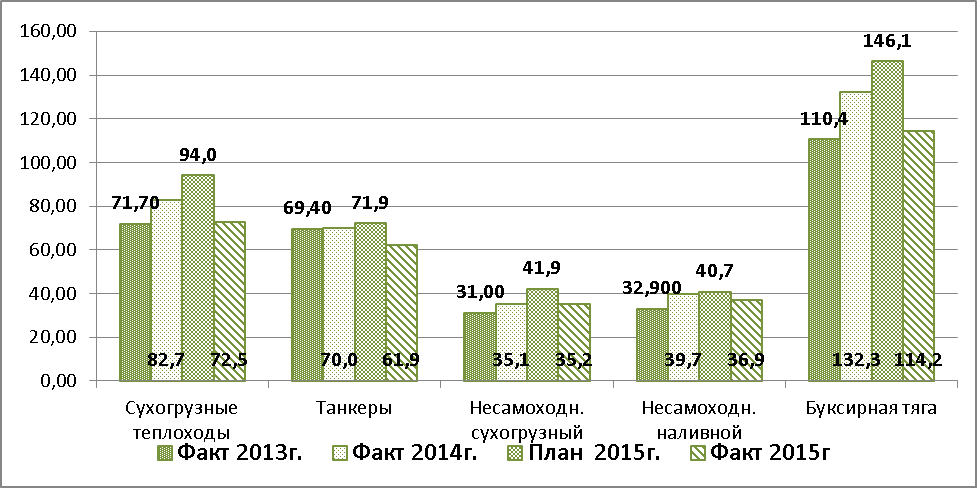 160,00
140,00
120,00
100,00
80,00
60,00
40,00
20,00
0,00
71,70
82,7
94,0
72,5
69,40
70,0
71,9
61,9
31,00
35,1
41,9
35,2
32,900
39,7
40,7
36,9
110,4
132,3
146,1
114,2
Сухогрузные
теплоходы
Танкеры
Несамоходн.
сухогрузный
Несамоходн.
наливной
Буксирная тяга
Факт 2013г.
Факт 2014г.
План 2015г.
Факт 2015г